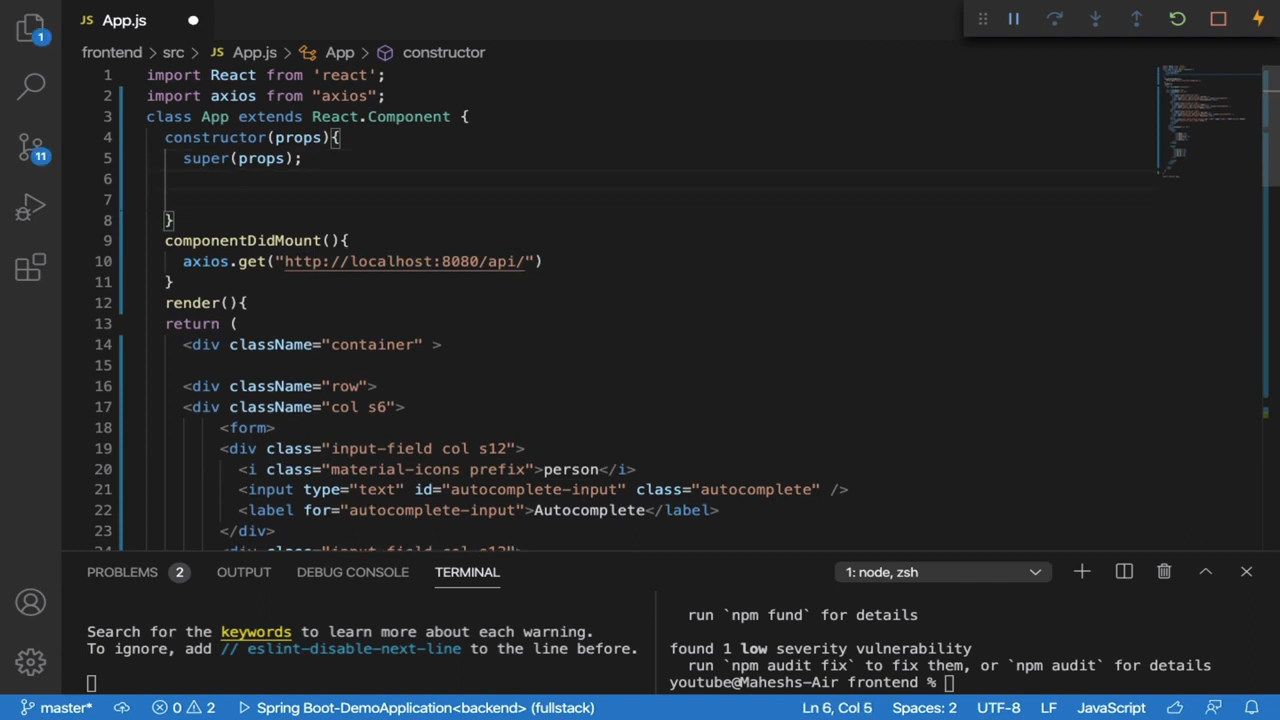 JS App.js
1
frontend > src > JS App.js > App > constructor
1 import React from 'react';
2 import axios from "axios";
3 class App extends React.Component {
4 constructor(props){
5 super(props);
6
7
8 }
9 componentDidMount(){
10 axios.get("http://localhost:8080/api/")
11 }
12 render(){
13 return (
14 <div className="container" >
15
16 <div className="row">
17 <div className="col s6">
18 <form>
19 <div class="input-field col s12">
20 <i class="material-icons prefix">person</i>
21 <input type="text" id="autocomplete-input" class="autocomplete" />
22 <label for="autocomplete-input">Autocomplete</label>
23 </div>
24 <div class="input-field col s12">
11
PROBLEMS 2 OUTPUT DEBUG CONSOLE TERMINAL 1: node, zsh
Search for the keywords to learn more about each warning.
To ignore, add // eslint-disable-next-line to the line before.
run `npm fund` for details
found 1 low severity vulnerability
run `npm audit fix` to fix them, or `npm audit` for details
youtube@Maheshs-Air frontend %
master* 0 2 Spring Boot-DemoApplication<backend> (fullstack) Ln 6, Col 5 Spaces: 2 UTF-8 LF JavaScript